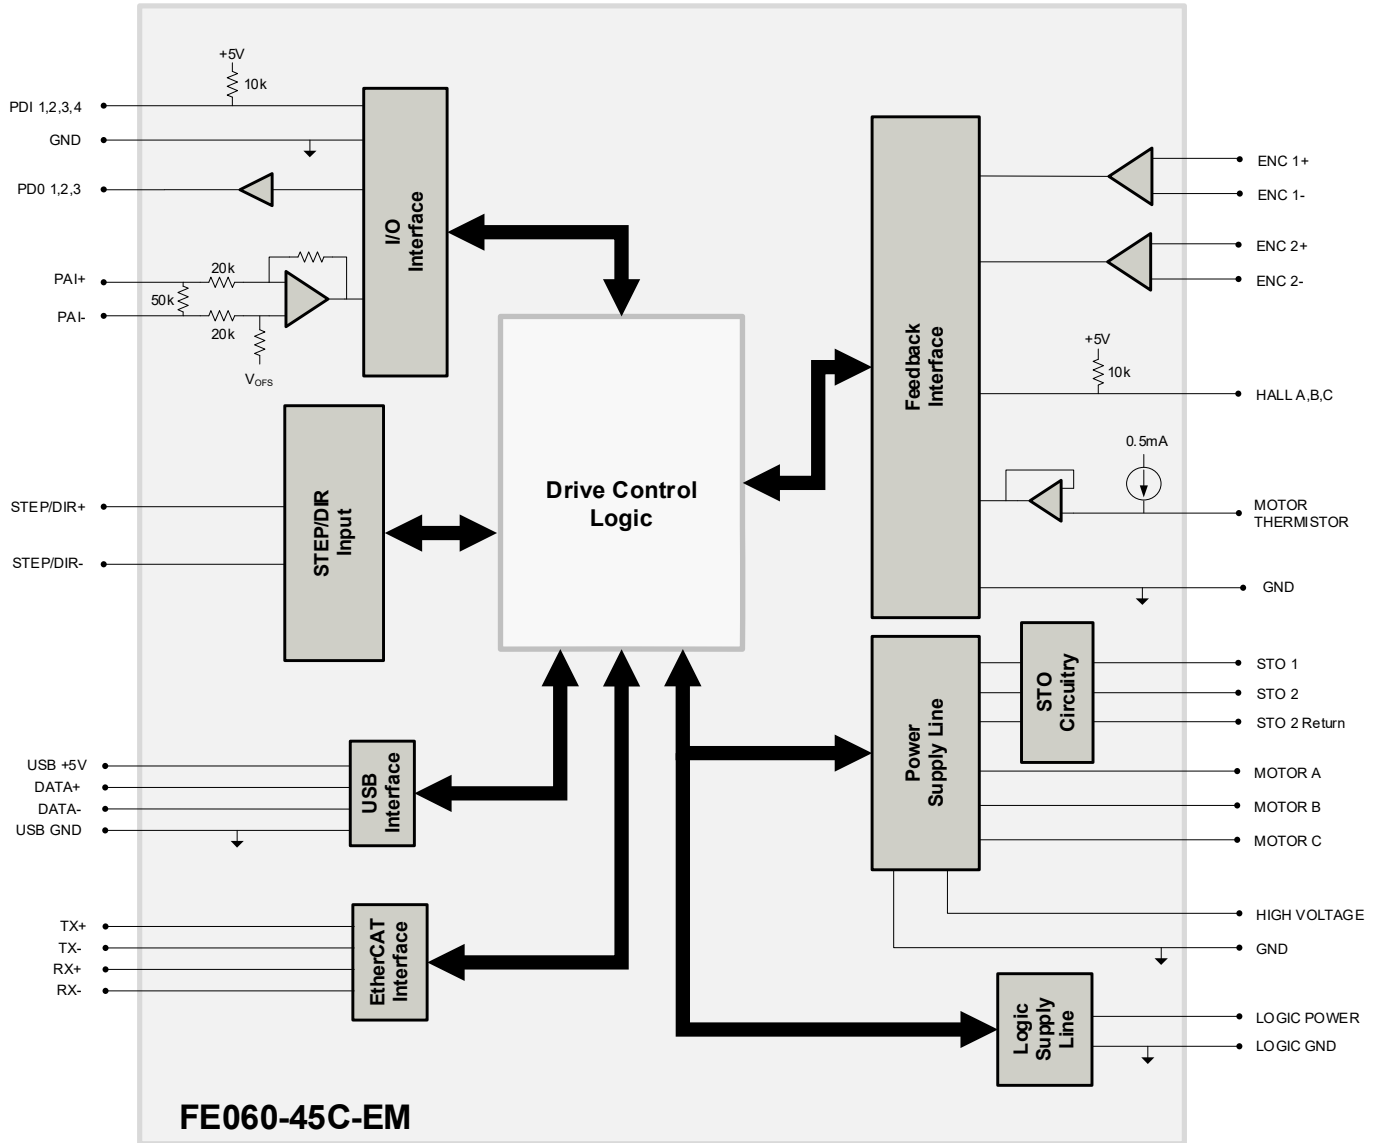 +5V
10k
PDI 1,2,3,4
GND
PD0 1,2,3
I/O
Interface
PAI+
20k
50k
PAI-
20k
VOFS
STEP/DIR+
STEP/DIR-
STEP/DIR
Input
Drive Control
Logic
Feedback
Interface
ENC 1+
ENC 1-
ENC 2+
ENC 2-
+5V
10k
HALL A,B,C
0.5mA
MOTOR
THERMISTOR
GND
Power
Supply Line
STO
Circuitry
STO 1
STO 2
STO 2 Return
MOTOR A
MOTOR B
MOTOR C
HIGH VOLTAGE
GND
USB +5V
DATA+
DATA-
USB GND
USB
Interface
TX+
TX-
RX+
RX-
EtherCAT
Interface
Logic
Supply
Line
LOGIC POWER
LOGIC GND
FE060-45C-EM